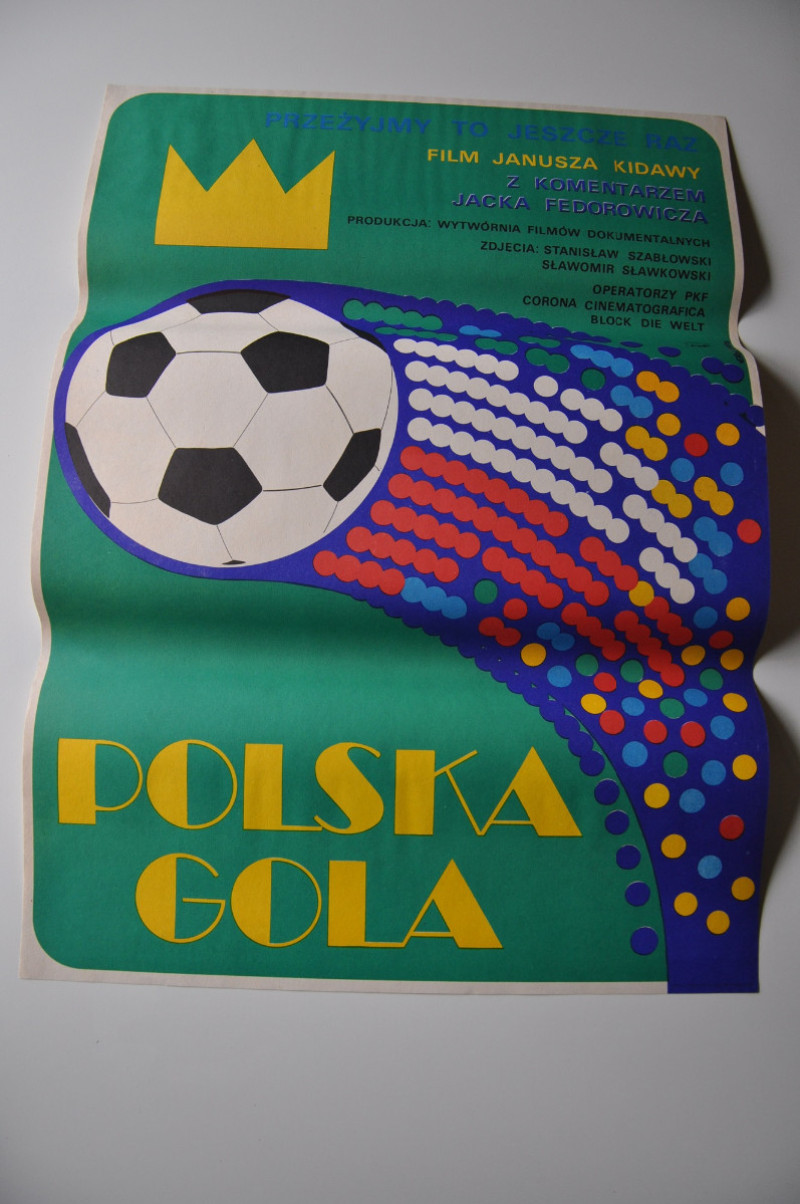 PRZEŻYJMY TO JESZCZE RAZ
FILM JANUSZA KIDAWY
Z KOMENTARZEM
JACKA FEDOROWICZA
PRODUKCJA: WYTWÓRNIA FILMÓW DOKUMENTALNYCH
ZDJĘCIA: STANISŁAW SZABŁOWSKI
SŁAWOMIR SŁAWKOWSKI
OPERATORZY PKF
CORONA CINEMATOGRAFICA
BLOCK DIE WELT
POLSKA
GOLA